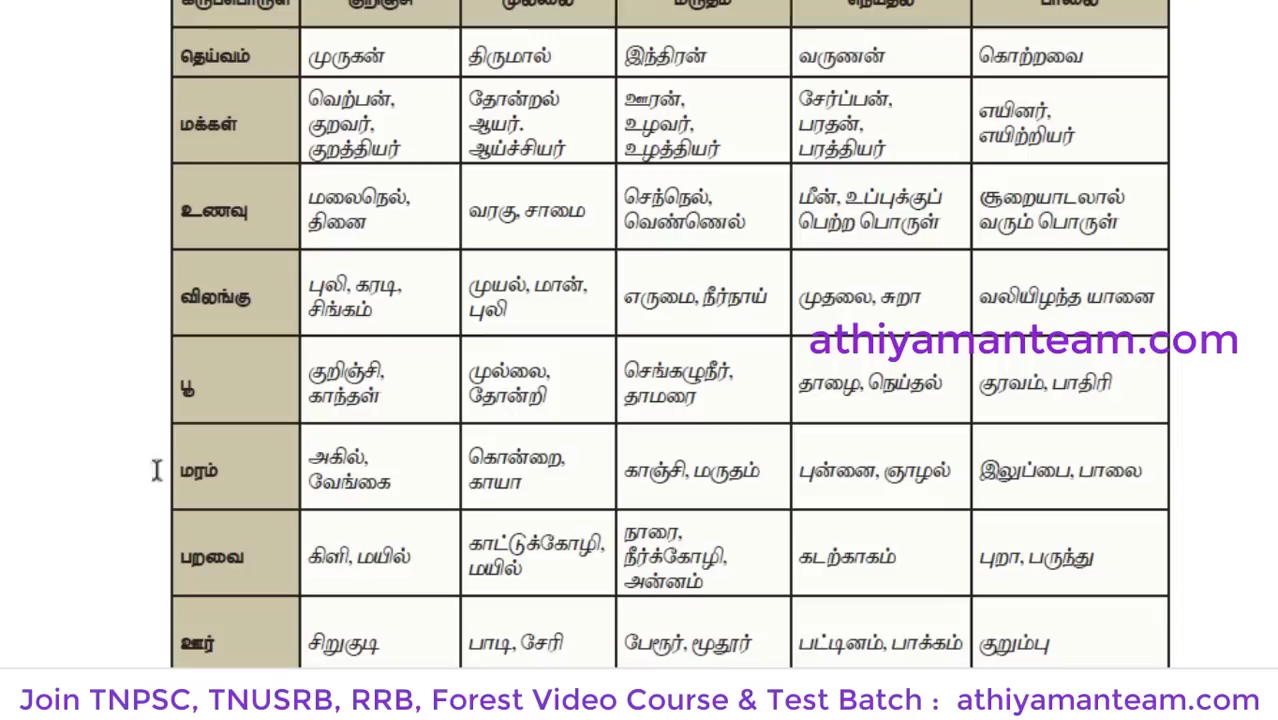 கருப்பொருள் குறிஞ்சி முல்லை மருதம் நெய்தல் பாலை
தெய்வம் முருகன் திருமால் இந்திரன் வருணன் கொற்றவை
மக்கள்
வெற்பன்,
குறவர்,
குறத்தியர்
தோன்றல்
ஆயர்.
ஆய்ச்சியர்
ஊரன்,
உழவர்,
உழத்தியர்
சேர்ப்பன்,
பரதன்,
பரத்தியர்
எயினர்,
எயிற்றியர்
உணவு
மலைநெல்,
தினை
வரகு, சாமை
செந்நெல்,
வெண்ணெல்
மீன், உப்புக்குப்
பெற்ற பொருள்
சூறையாடலால்
வரும் பொருள்
விலங்கு
புலி, கரடி,
சிங்கம்
முயல், மான்,
புலி
எருமை, நீர்நாய்
முதலை, சுறா
வலியிழந்த யானை
athiyamanteam.com
பூ
குறிஞ்சி,
காந்தள்
முல்லை,
தோன்றி
செங்கழுநீர்,
தாமரை
தாழை, நெய்தல்
குரவம், பாதிரி
மரம்
அகில்,
வேங்கை
கொன்றை,
காயா
காஞ்சி, மருதம்
புன்னை, ஞாழல்
இலுப்பை, பாலை
பறவை
கிளி, மயில்
காட்டுக்கோழி,
மயில்
நாரை,
நீர்க்கோழி,
அன்னம்
கடற்காகம்
புறா, பருந்து
ஊர் சிறுகுடி பாடி, சேரி பேரூர், மூதூர் பட்டினம், பாக்கம் குறும்பு
Join TNPSC, TNUSRB, RRB, Forest Video Course & Test Batch : athiyamanteam.com